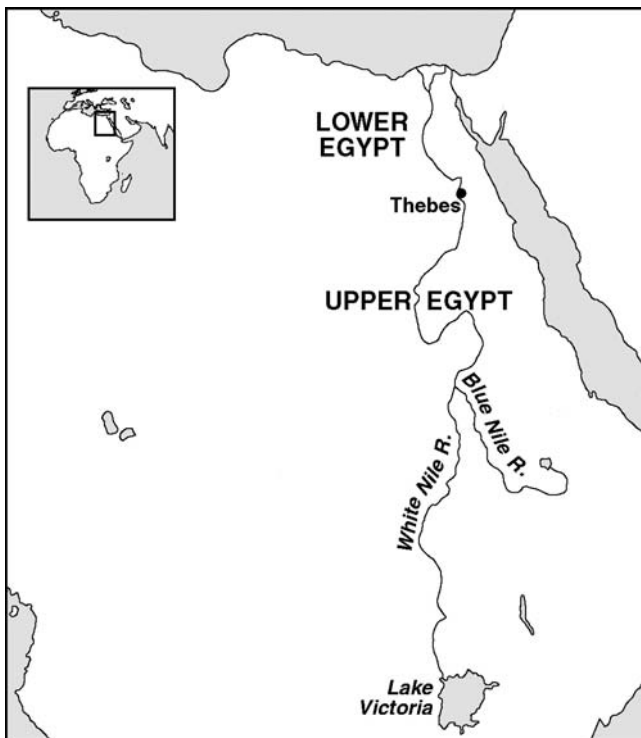 LOWER
EGYPT
Thebes
UPPER EGYPT
Blue Nile R.
White Nile R.
Lake
Victoria